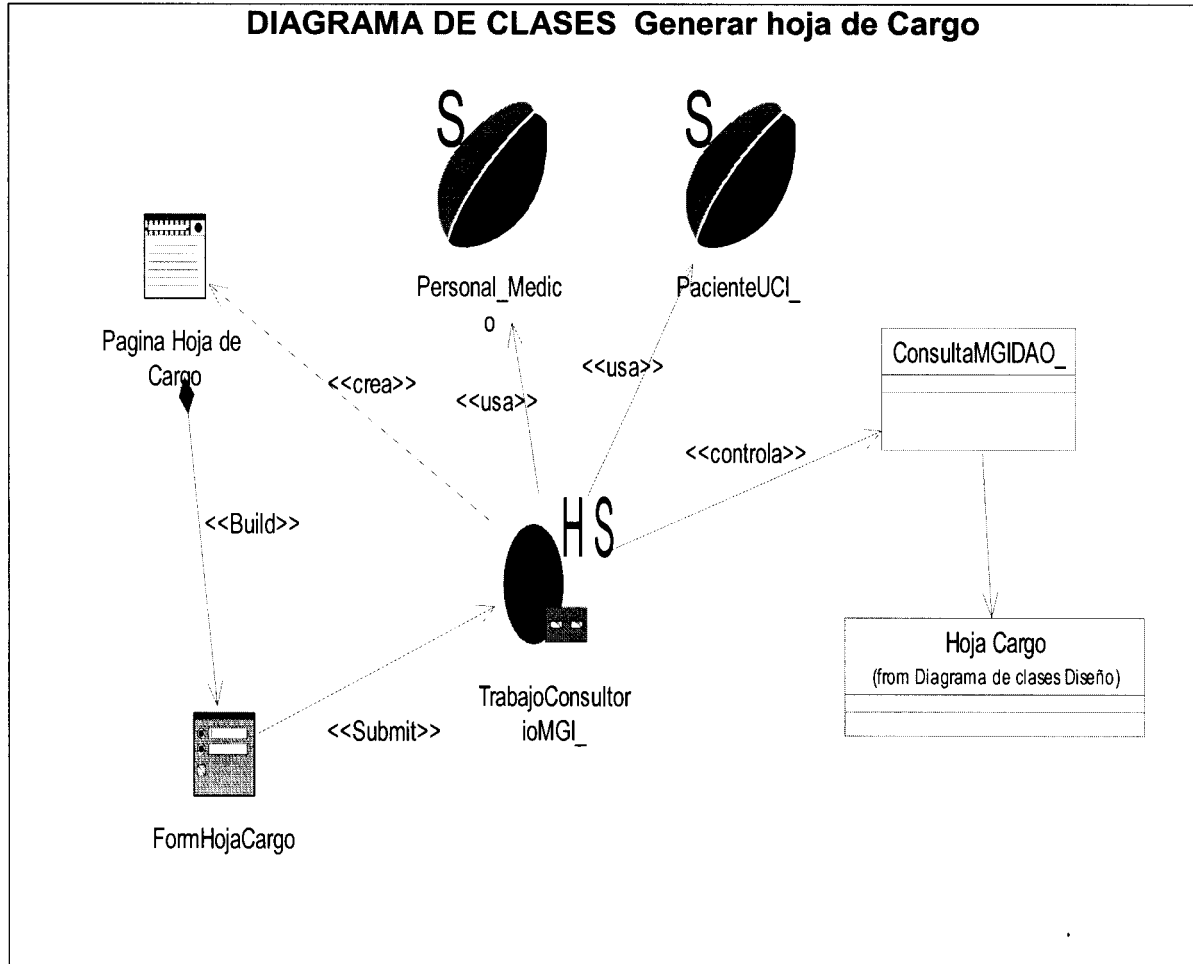 DIAGRAMA DE CLASES Generar hoja de Cargo
S
S
Personal_Medic
o
PacienteUCI_
Pagina Hoja de
Cargo
ConsultaMGIDAO_
<<crea>>
<<usa>>
<<usa>>
<<controla>>
<<Build>>
HS
Hoja Cargo
(from Diagrama de clases Diseño)
TrabajoConsultor
ioMGI_
<<Submit>>
FormHojaCargo